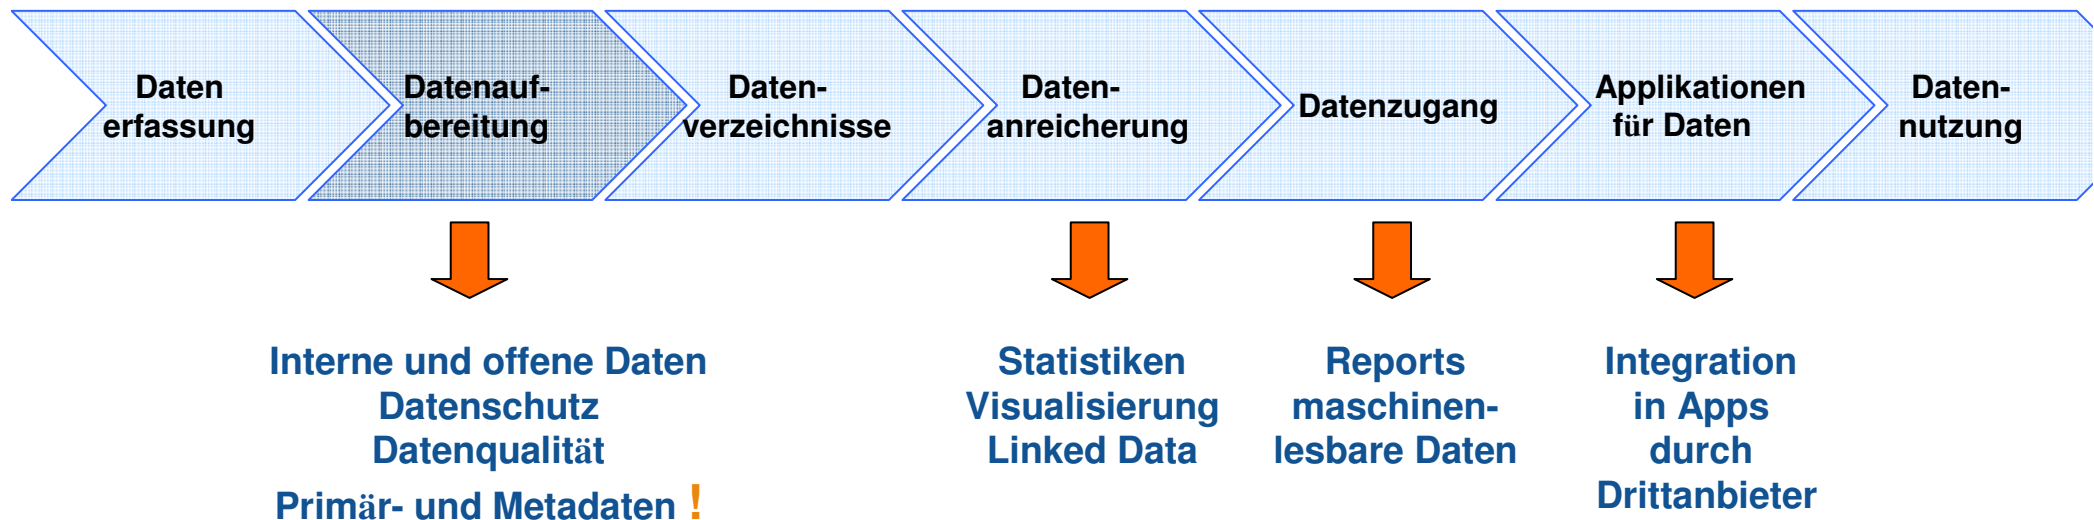 Daten
erfassung
Datenauf-
bereitung
Daten-
verzeichnisse
Daten-
anreicherung
Datenzugang
Applikationen
für Daten
Daten-
nutzung
Interne und offene Daten
Datenschutz
Datenqualität
Primär- und Metadaten !
Statistiken
Visualisierung
Linked Data
Reports
maschinen-
lesbare Daten
Integration
in Apps
durch
Drittanbieter